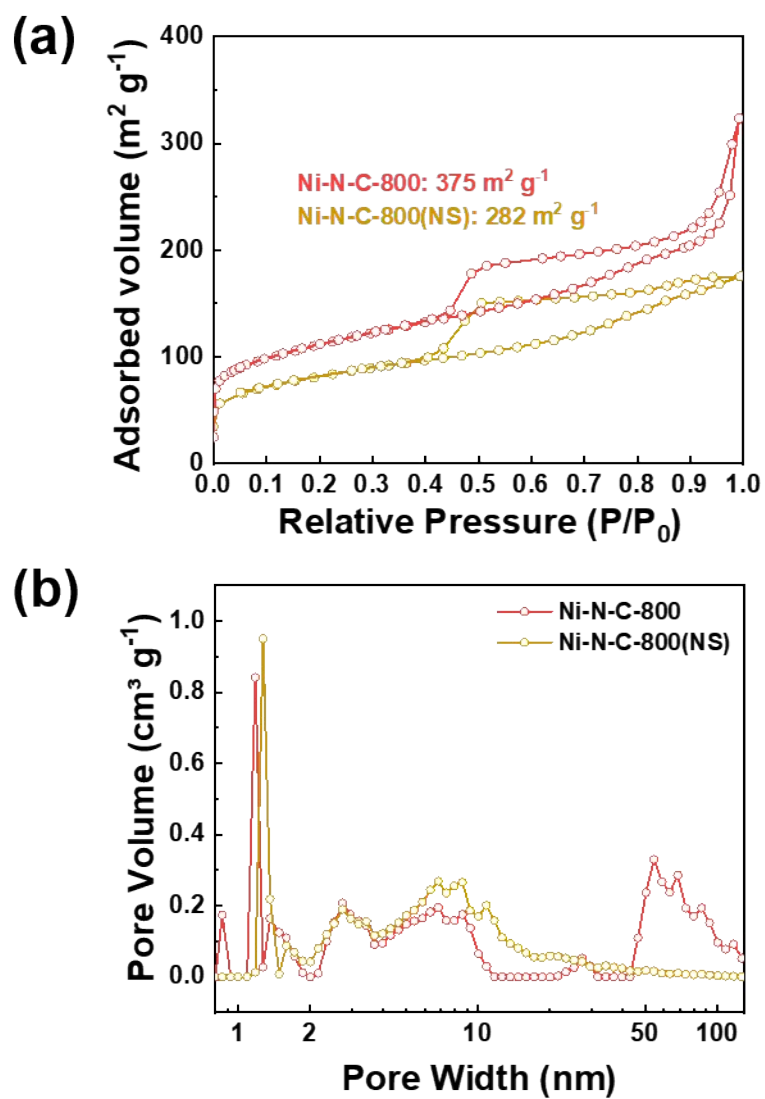 (a)
400
300
200
100
0
Adsorbed volume (m² g⁻¹)
Ni-N-C-800: 375 m² g⁻¹
Ni-N-C-800(NS): 282 m² g⁻¹
0.0 0.1 0.2 0.3 0.4 0.5 0.6 0.7 0.8 0.9 1.0
Relative Pressure (P/P₀)
(b)
1.0
0.8
0.6
0.4
0.2
0.0
Pore Volume (cm³ g⁻¹)
Ni-N-C-800
Ni-N-C-800(NS)
1 2 10 50 100
Pore Width (nm)